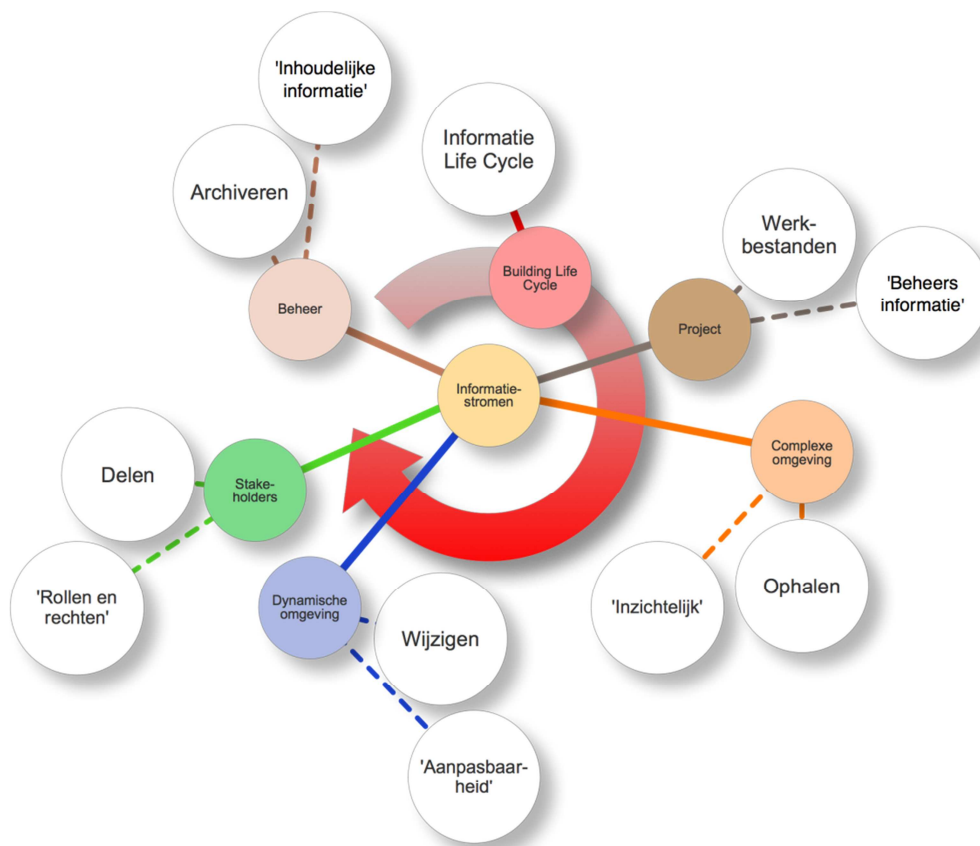 'Inhoudelijke
informatie'
Informatie
Life Cycle
Archiveren
Werk-
bestanden
Building Life
Cycle
'Beheers
informatie'
Beheer
Project
Informatie-
stromen
Complexe
omgeving
Delen
Stake-
holders
'Rollen en
rechten'
Dynamische
omgeving
'Inzichtelijk'
Ophalen
Wijzigen
'Aanpasbaar-
heid'